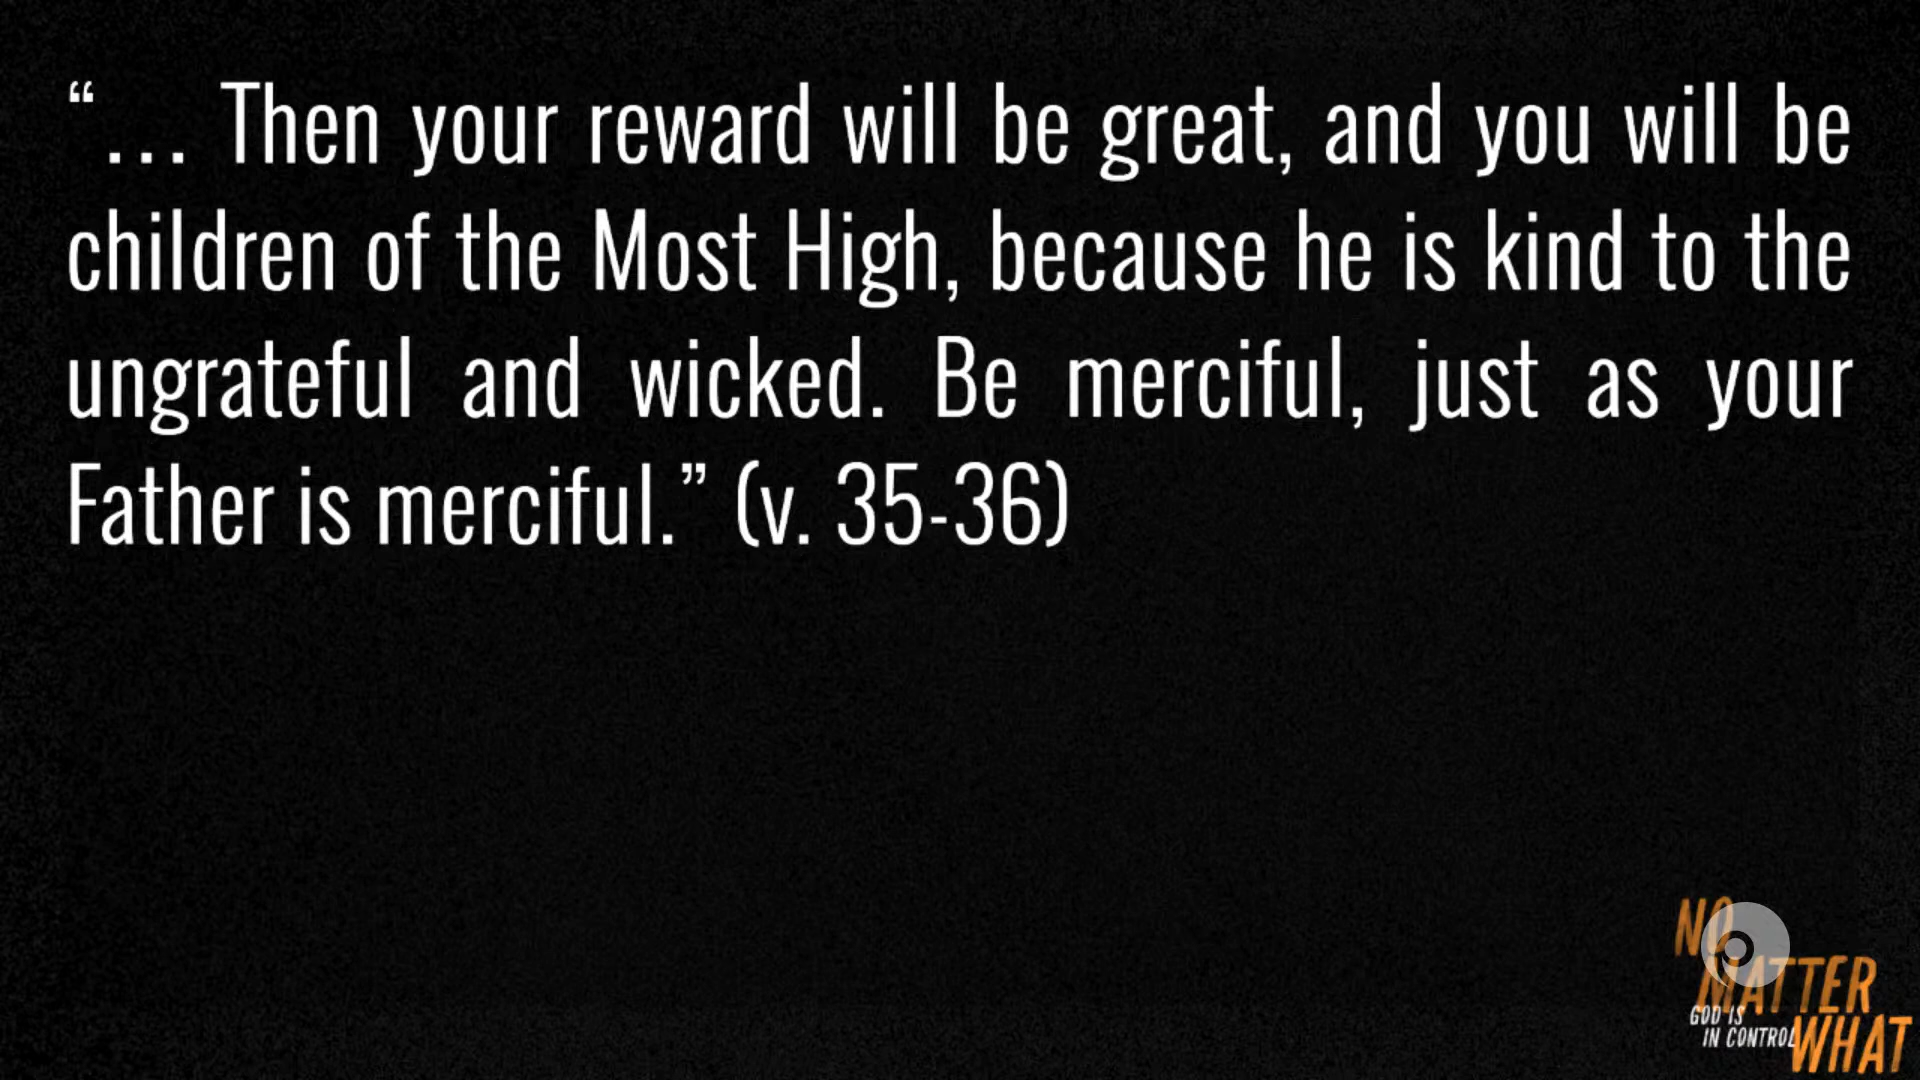 “… Then your reward will be great, and you will be
children of the Most High, because he is kind to the
ungrateful and wicked. Be merciful, just as your
Father is merciful.” (v. 35-36)
NO
MATTER
WHAT
GOD IS
IN CONTROL